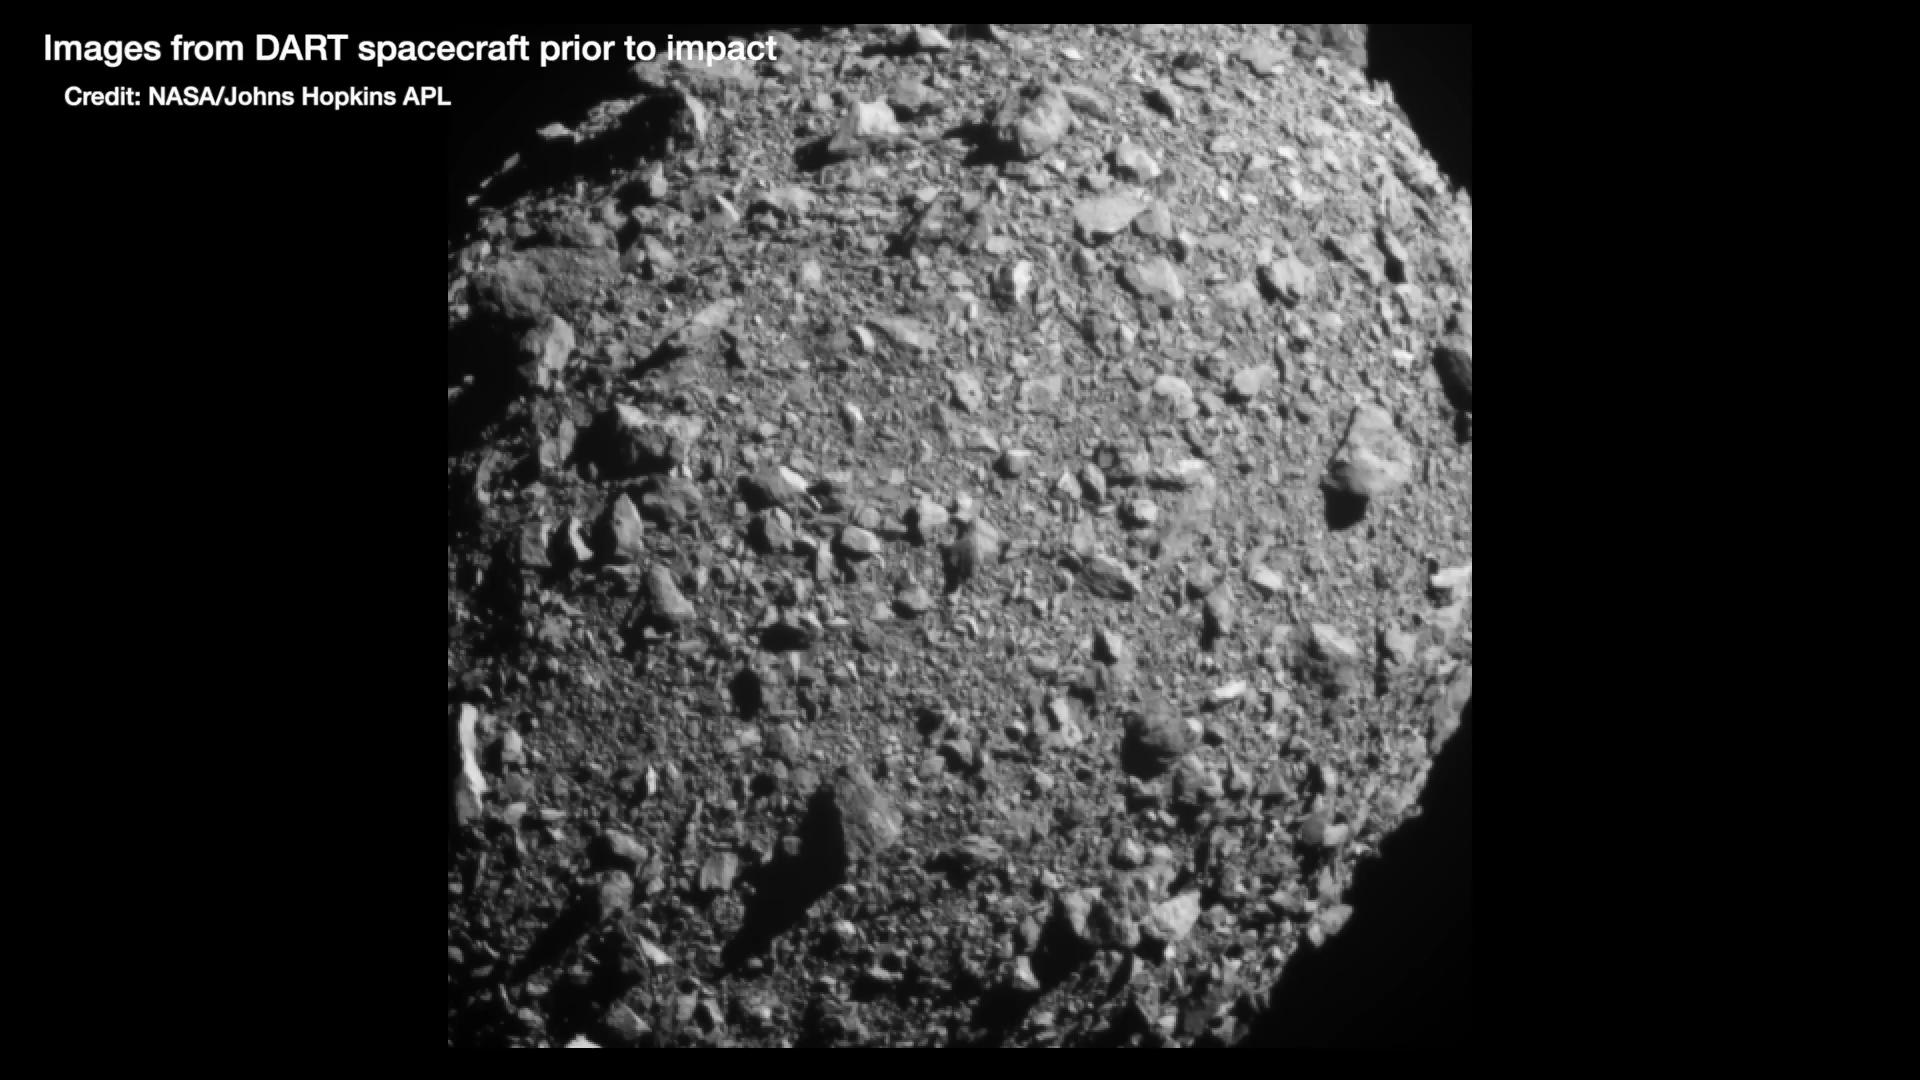 Images from DART spacecraft prior to impact
Credit: NASA/Johns Hopkins APL